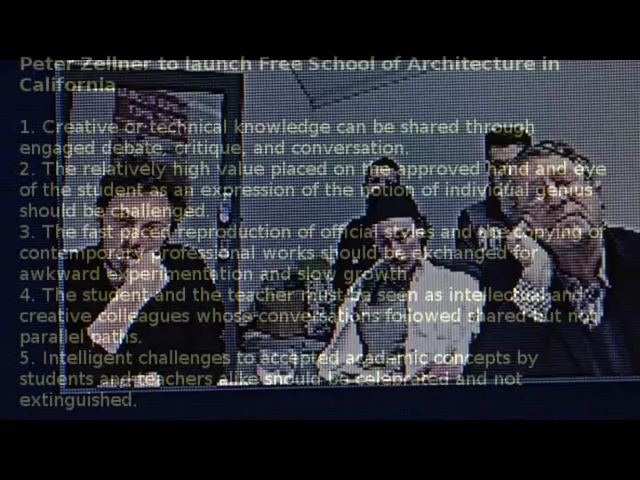 Peter Zellner to launch Free School of Architecture in
California
1. Creative or technical knowledge can be shared through
engaged debate, critique, and conversation.
2. The relatively high value placed on the approved hand and eye
of the student as an expression of the notion of individual genius
should be challenged.
3. The fast paced reproduction of official styles and the copying of
contemporary professional works should be exchanged for
awkward experimentation and slow growth.
4. The student and the teacher must be seen as intellectual and
creative colleagues whose conversations followed shared but not
parallel paths.
5. Intelligent challenges to accepted academic concepts by
students and teachers alike should be celebrated and not
extinguished.